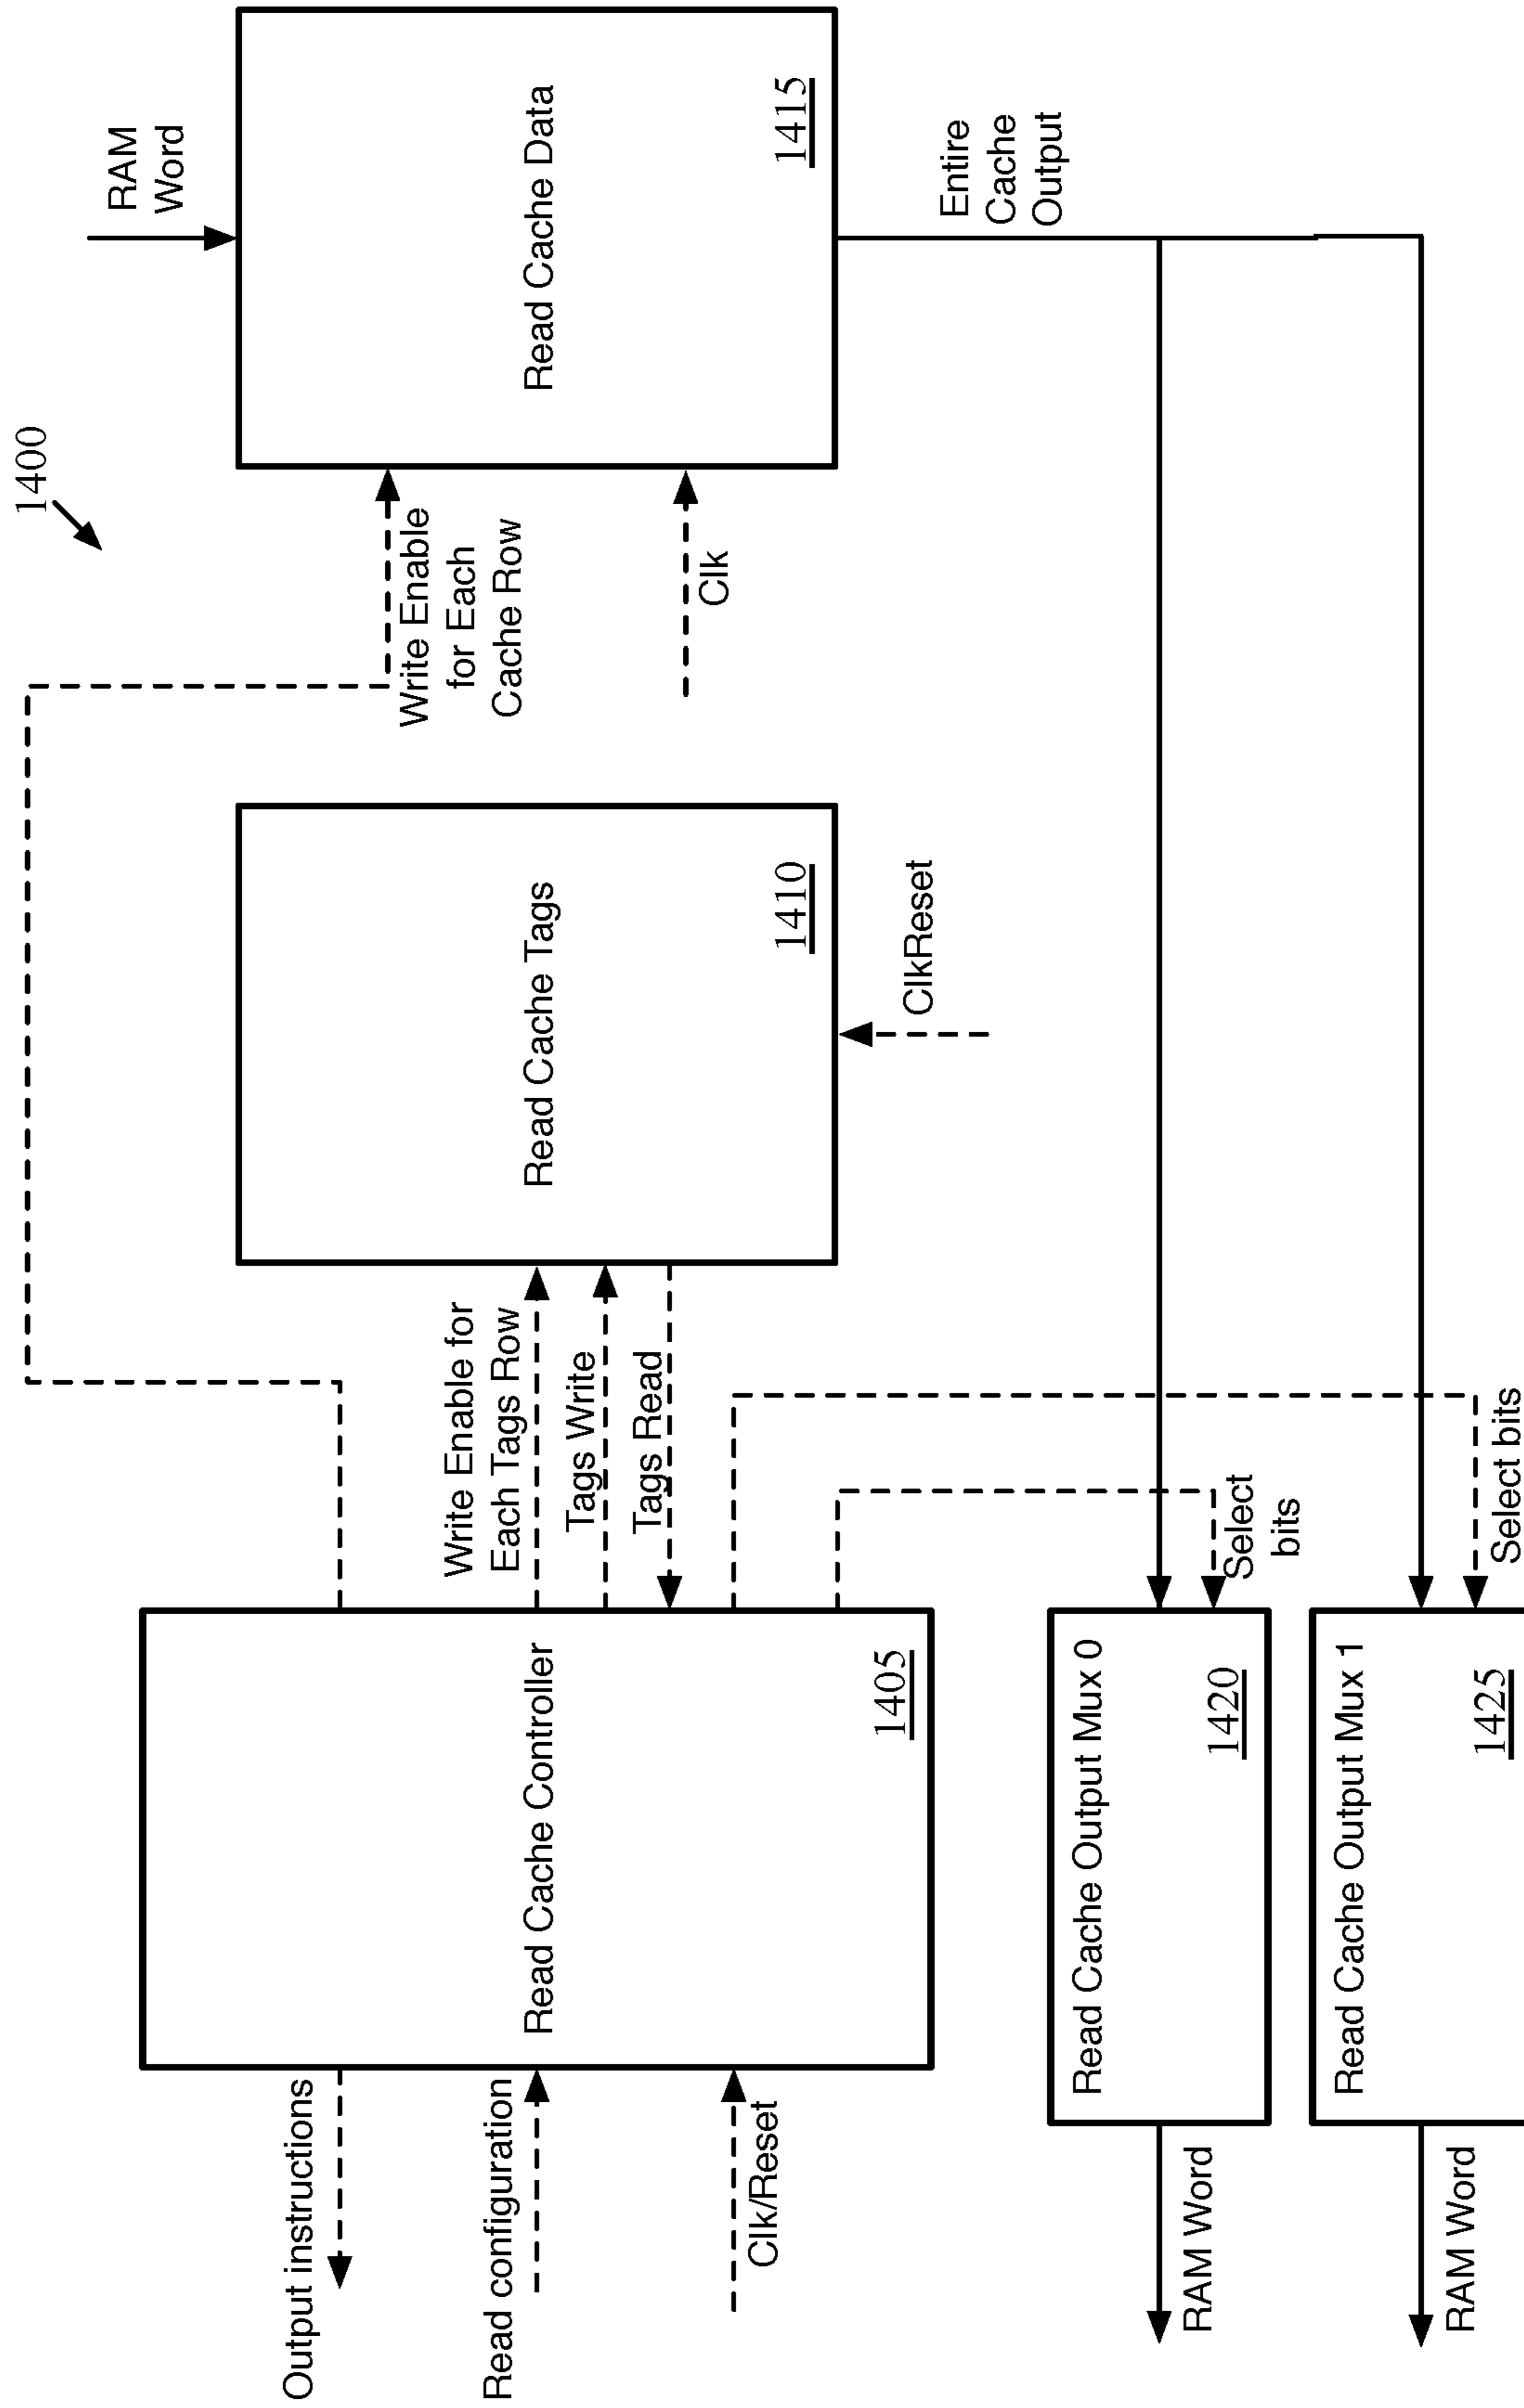 1400
RAM
Word
Read Cache Data
1415
Write Enable
for Each
Cache Row
Clk
Entire
Cache
Output
Read Cache Tags
1410
ClkReset
Write Enable for
Each Tags Row
Tags Write
Tags Read
Read Cache Controller
1405
Output instructions
Read configuration
Clk/Reset
Select
bits
Read Cache Output Mux 0
1420
RAM Word
Select bits
Read Cache Output Mux 1
1425
RAM Word